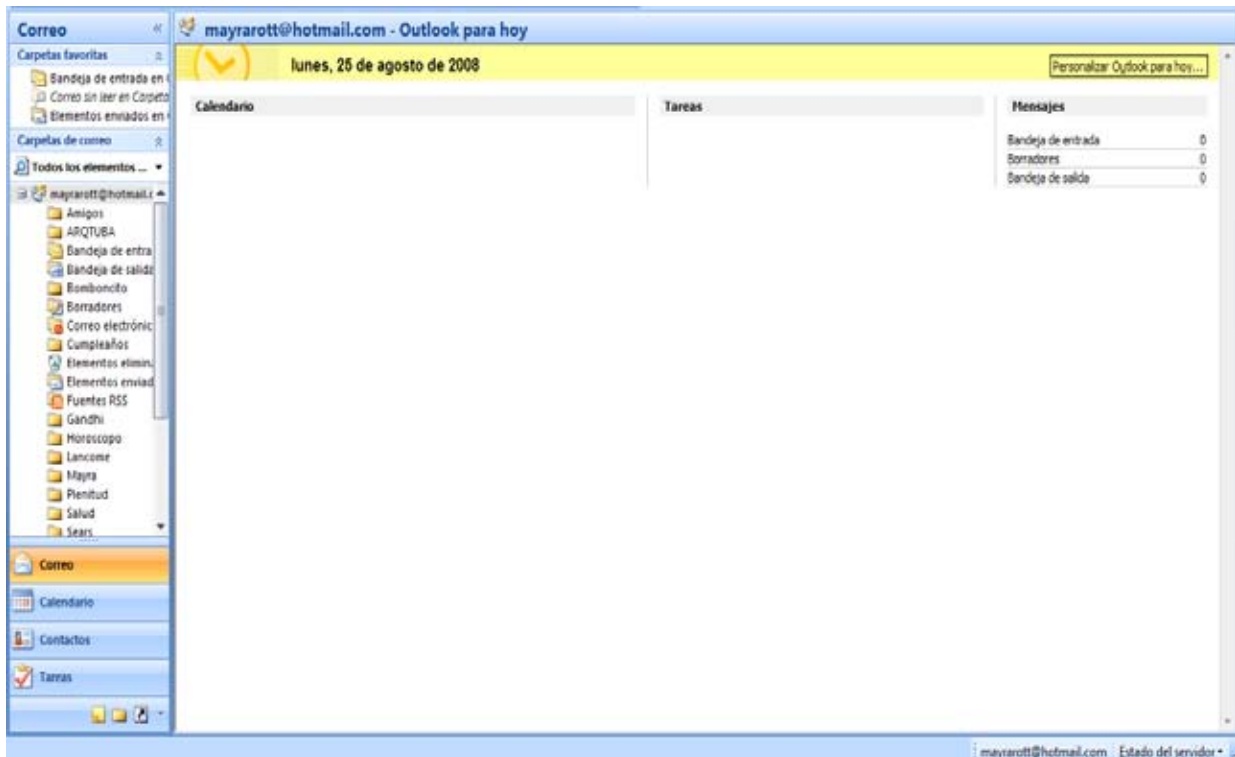 Correo
Carpetas favoritas
Bandeja de entrada en
Correo sin leer en Carpeta
Elementos enviados en
Carpetas de correo
Todos los elementos ...
mayrarott@hotmail.c
Amigos
ARQTUBA
Bandeja de entra
Bandeja de salida
Bomboncito
Borradores
Correo electrónic
Cumpleaños
Elementos elimin
Elementos enviad
Fuentes RSS
Gandhi
Horoscopo
Lancome
Mayra
Plenitud
Salud
Sears
Correo
Calendario
Contactos
Tareas
mayrarott@hotmail.com - Outlook para hoy
lunes, 25 de agosto de 2008
Personalizar Outlook para hoy...
Calendario
Tareas
Mensajes
Bandeja de entrada 0
Borradores 0
Bandeja de salida 0
mayrarott@hotmail.com Estado del servidor